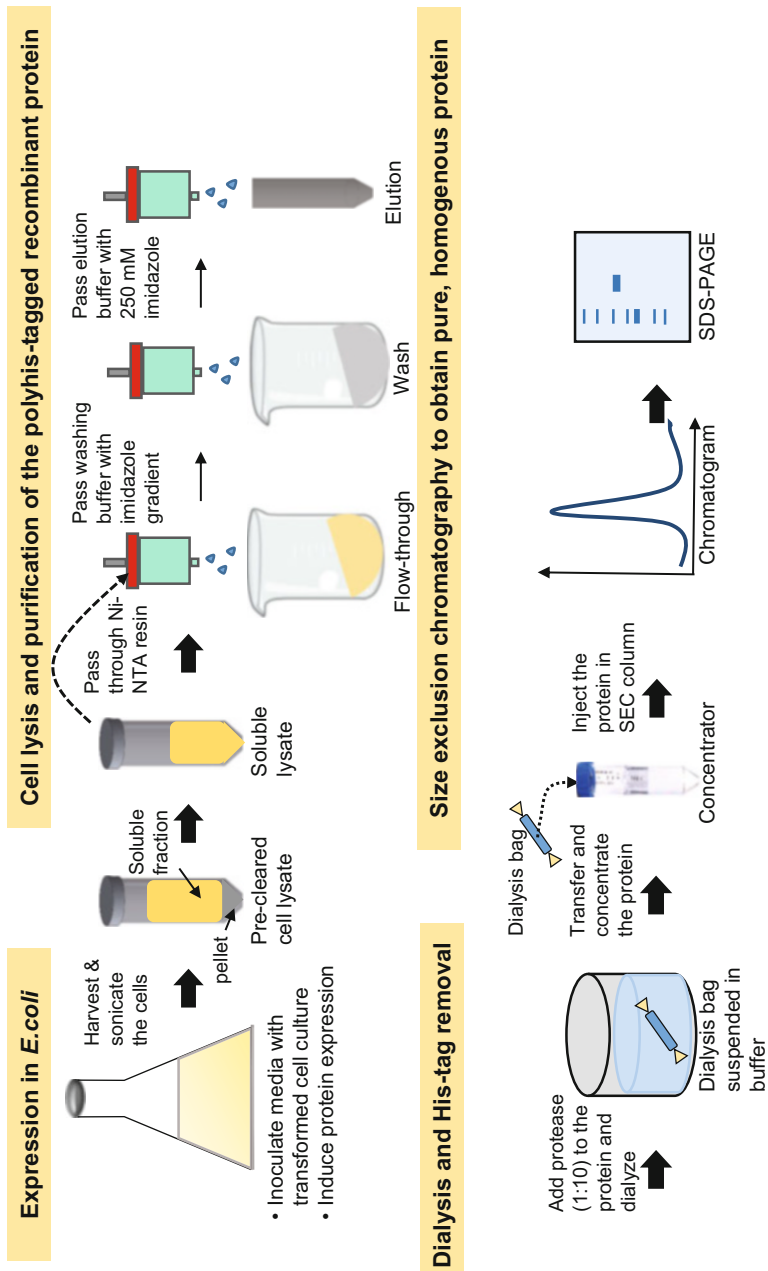 Expression in E.coli
• Inoculate media with
transformed cell culture
• Induce protein expression
Harvest &
sonicate
the cells
Soluble
fraction
pellet
Pre-cleared
cell lysate
Cell lysis and purification of the polyhis-tagged recombinant protein
Soluble
lysate
Pass
through Ni-
NTA resin
Flow-through
Pass washing
buffer with
imidazole
gradient
Wash
Pass elution
buffer with
250 mM
imidazole
Elution
Dialysis and His-tag removal
Add protease
(1:10) to the
protein and
dialyze
Dialysis bag
suspended in
buffer
Dialysis bag
Transfer and
concentrate
the protein
Concentrator
Size exclusion chromatography to obtain pure, homogenous protein
Inject the
protein in
SEC column
Chromatogram
SDS-PAGE